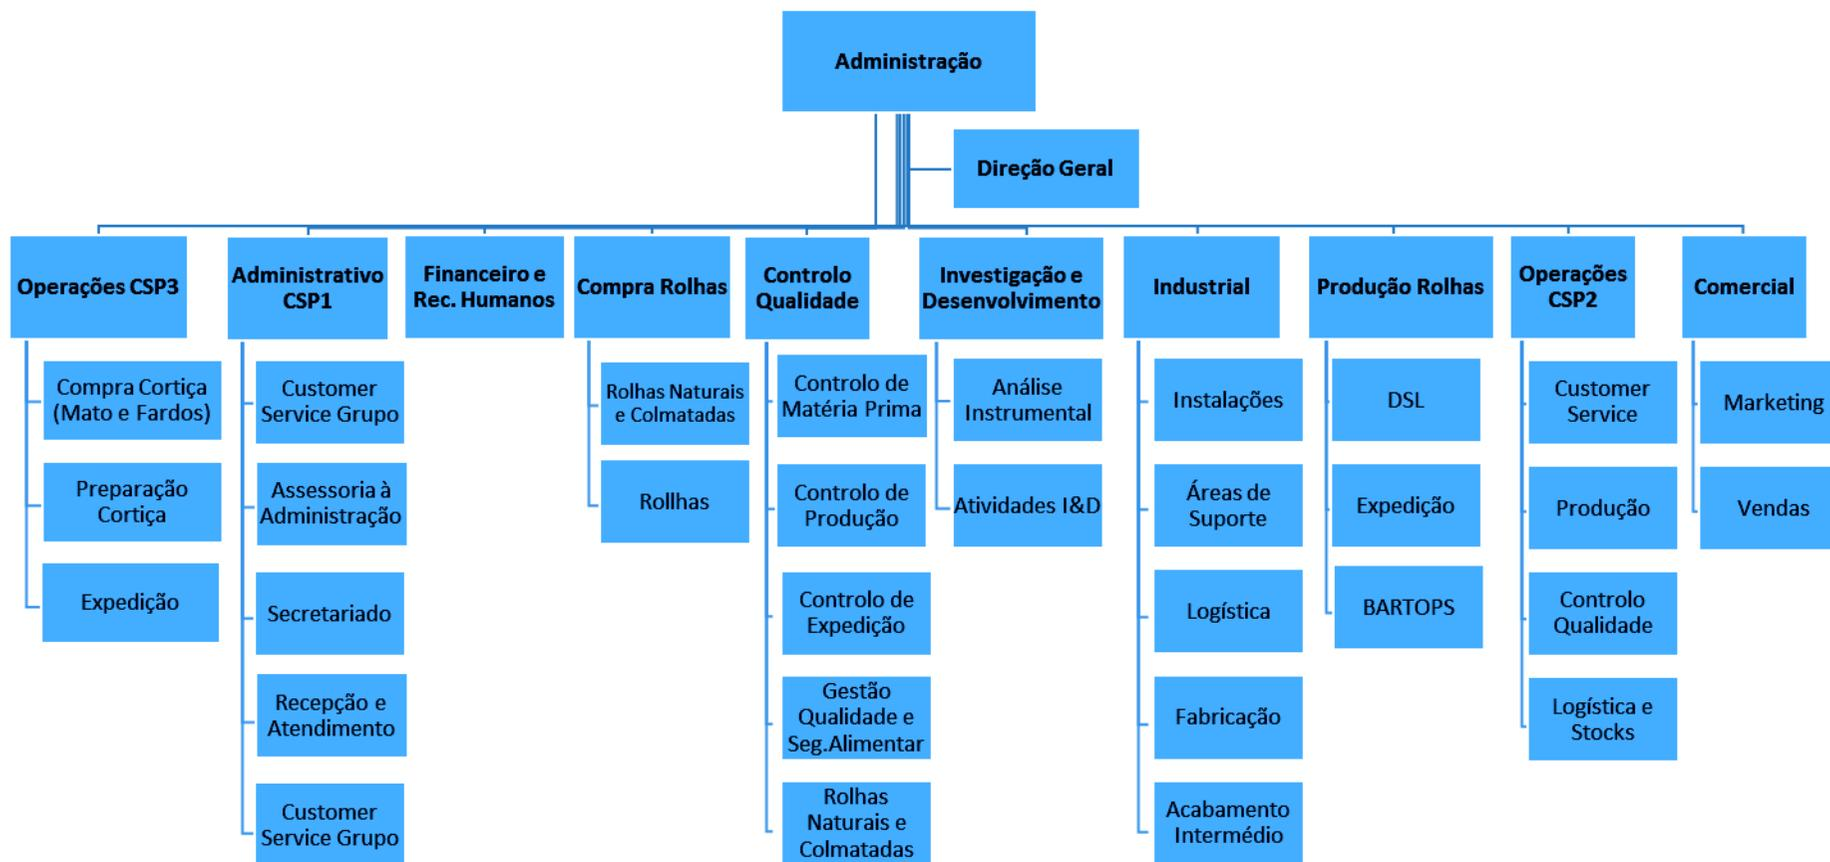 Administração
Direção Geral
Operações CSP3
Compra Cortiça
(Mato e Fardos)
Preparação
Cortiça
Expedição
Administrativo
CSP1
Customer
Service Grupo
Assessoria à
Administração
Secretariado
Recepção e
Atendimento
Customer
Service Grupo
Financeiro e
Rec. Humanos
Compra Rolhas
Rolhas Naturais
e Colmatadas
Rollhas
Controlo
Qualidade
Controlo de
Matéria Prima
Controlo de
Produção
Controlo de
Expedição
Gestão
Qualidade e
Seg.Alimentar
Rolhas
Naturais e
Colmatadas
Investigação e
Desenvolvimento
Análise
Instrumental
Atividades I&D
Industrial
Instalações
Áreas de
Suporte
Logística
Fabricação
Acabamento
Intermédio
Produção Rolhas
DSL
Expedição
BARTOPS
Operações
CSP2
Customer
Service
Produção
Controlo
Qualidade
Logística e
Stocks
Comercial
Marketing
Vendas